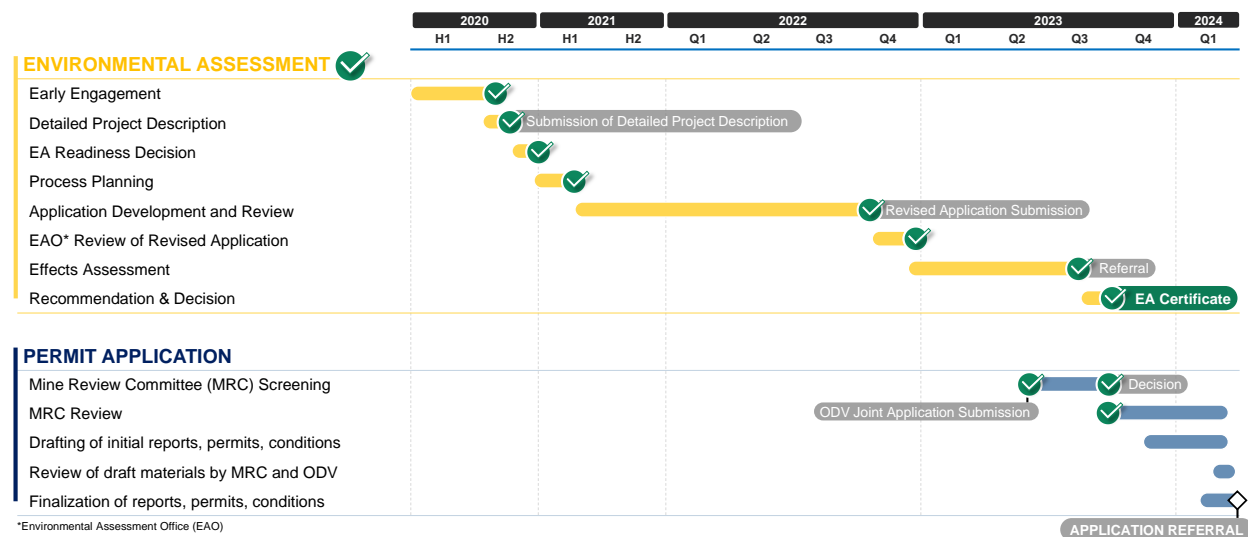 2020 2021 2022 2023 2024
H1 H2 H1 H2 Q1 Q2 Q3 Q4 Q1 Q2 Q3 Q4 Q1
ENVIRONMENTAL ASSESSMENT
Early Engagement
Detailed Project Description Submission of Detailed Project Description
EA Readiness Decision
Process Planning
Application Development and Review Revised Application Submission
EAO* Review of Revised Application
Effects Assessment Referral
Recommendation & Decision EA Certificate
PERMIT APPLICATION
Mine Review Committee (MRC) Screening Decision
MRC Review ODV Joint Application Submission
Drafting of initial reports, permits, conditions
Review of draft materials by MRC and ODV
Finalization of reports, permits, conditions
*Environmental Assessment Office (EAO)
APPLICATION REFERRAL